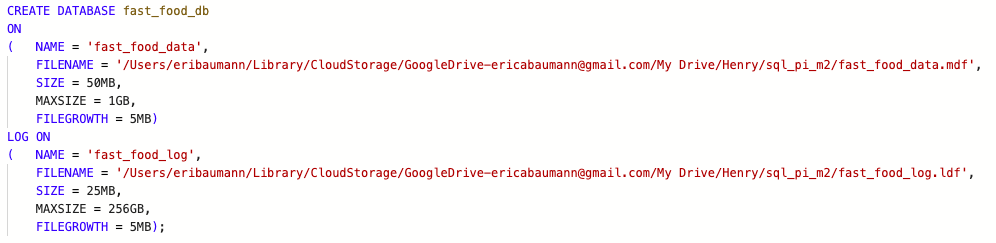 CREATE DATABASE fast_food_db
ON
(   NAME = 'fast_food_data',
    FILENAME = '/Users/eribaumann/Library/CloudStorage/GoogleDrive-ericabaumann@gmail.com/My Drive/Henry/sql_pi_m2/fast_food_data.mdf',
    SIZE = 50MB,
    MAXSIZE = 1GB,
    FILEGROWTH = 5MB)
LOG ON
(   NAME = 'fast_food_log',
    FILENAME = '/Users/eribaumann/Library/CloudStorage/GoogleDrive-ericabaumann@gmail.com/My Drive/Henry/sql_pi_m2/fast_food_log.ldf',
    SIZE = 25MB,
    MAXSIZE = 256GB,
    FILEGROWTH = 5MB);